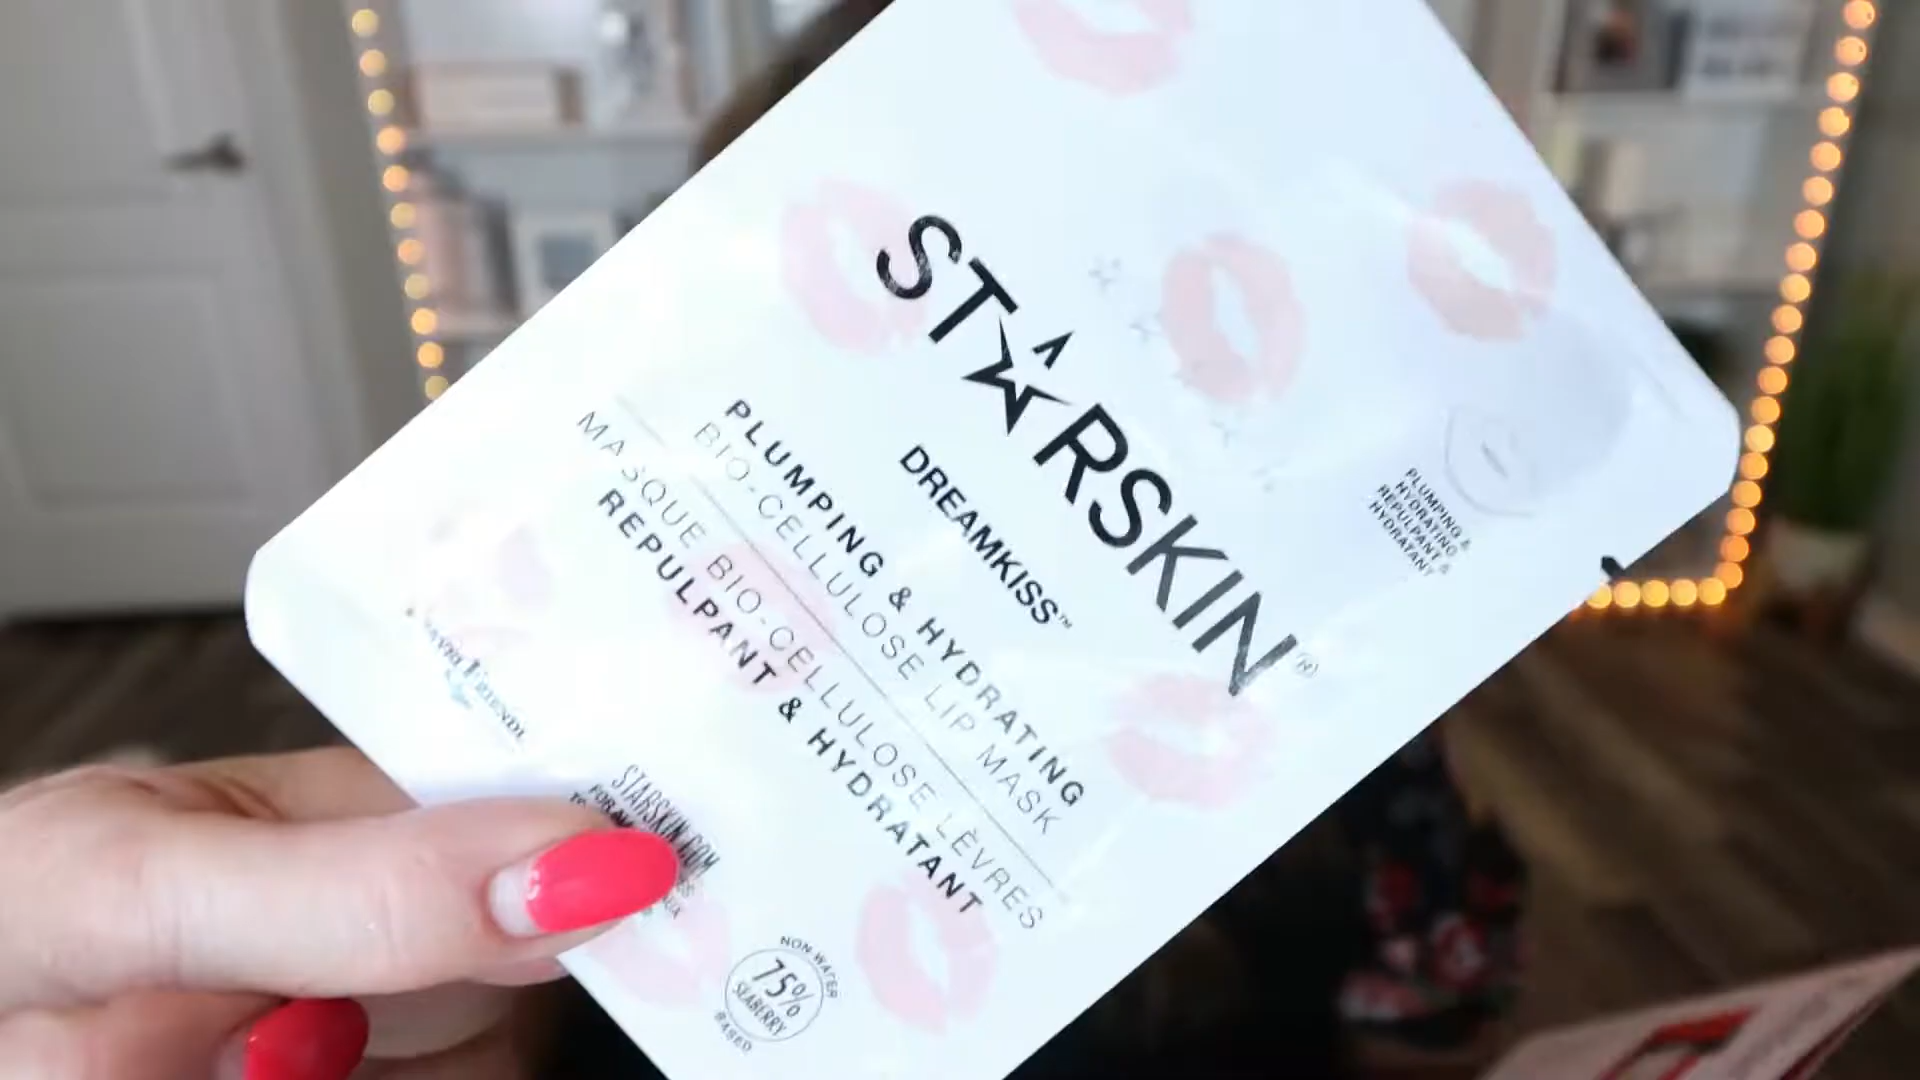 STARSKIN®
DREAMKISS™
PLUMPING & HYDRATING
BIO-CELLULOSE LIP MASK
MASQUE BIO-CELLULOSE LÈVRES
REPULPANT & HYDRATANT
PLUMPING &
HYDRATING
REPULPANT &
HYDRATANT
STARSKIN.COM
NON WATER
75%
SEABERRY
BASED